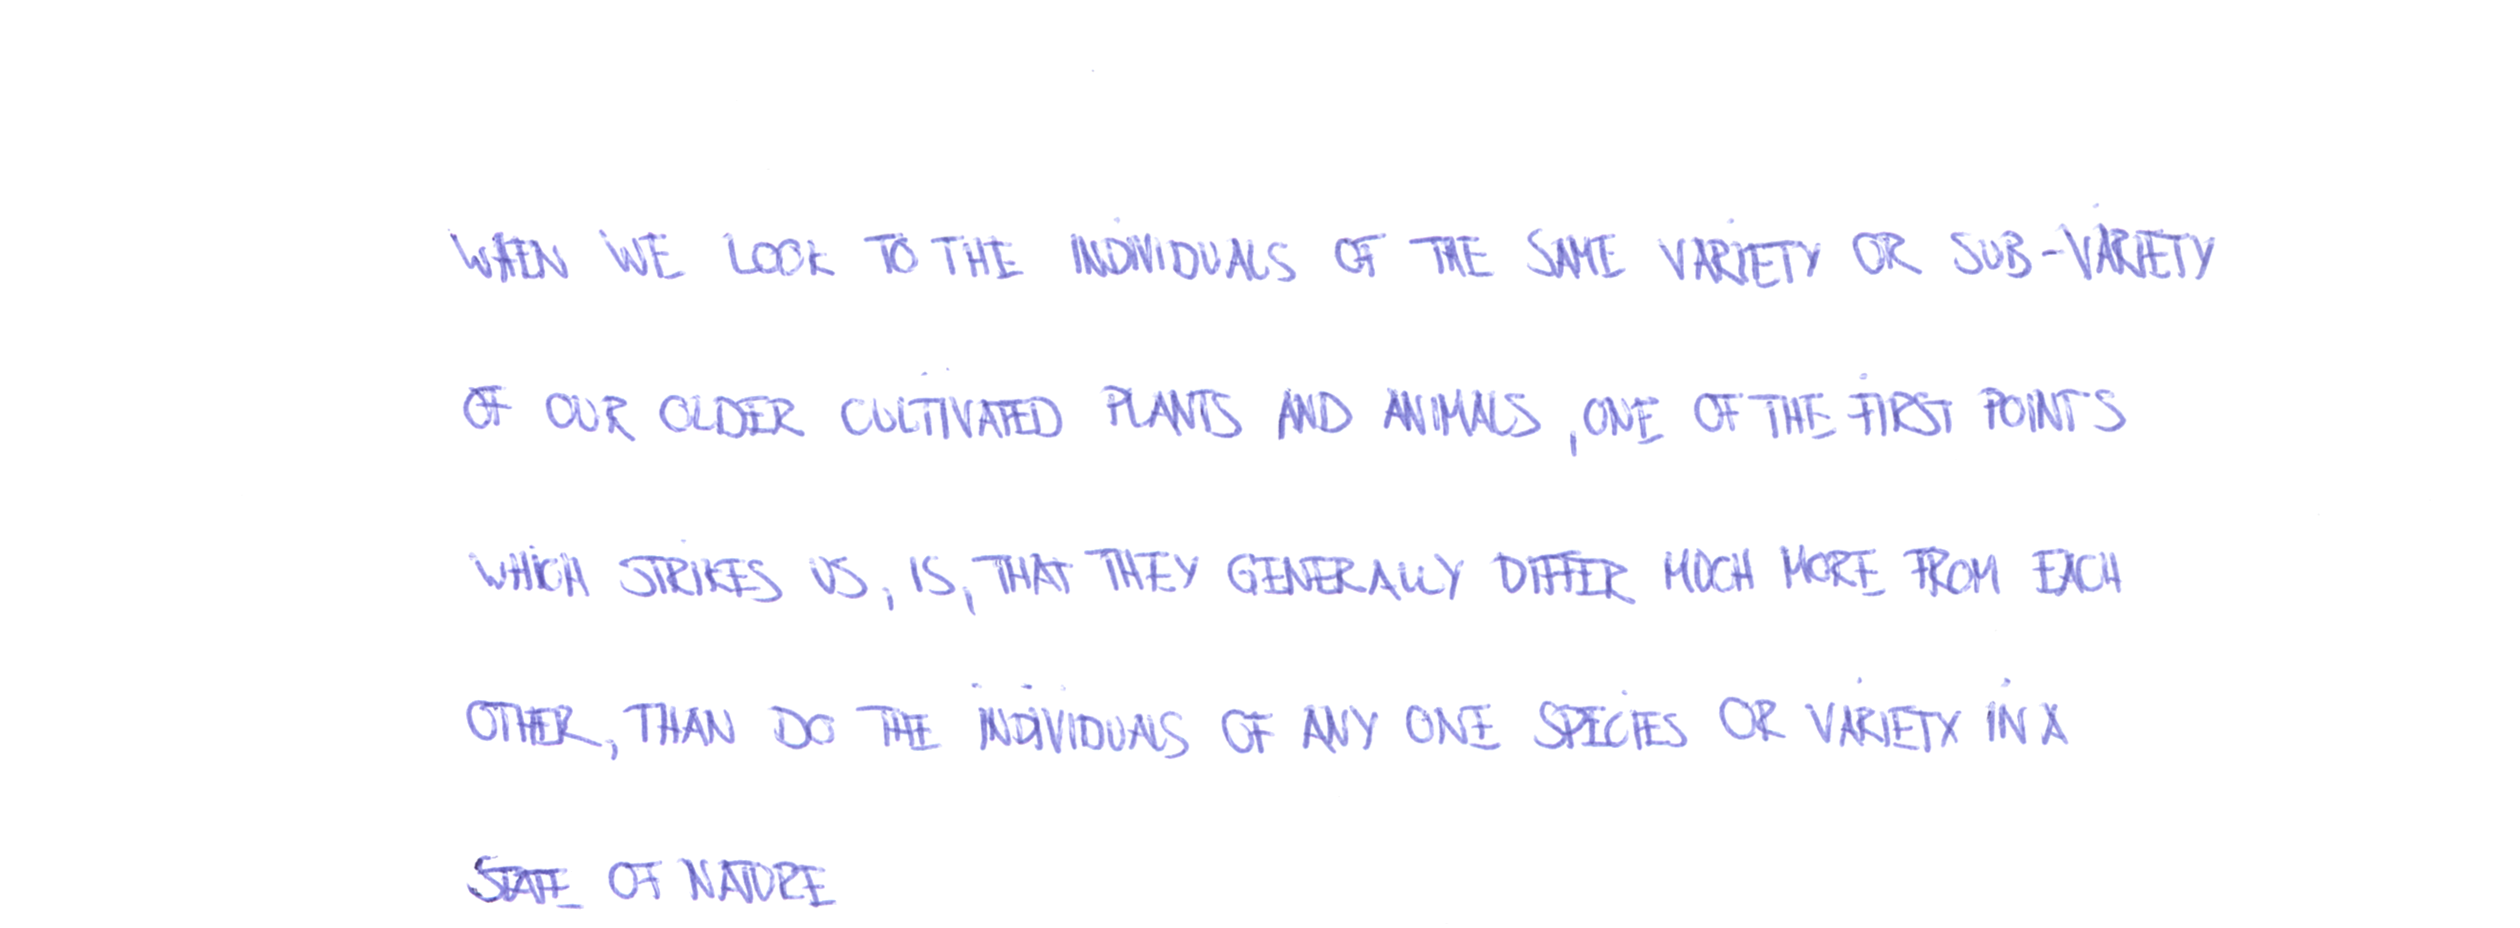 WHEN WE LOOK TO THE INDIVIDUALS OF THE SAME VARIETY OR SUB-VARIETY
OF OUR OLDER CULTIVATED PLANTS AND ANIMALS, ONE OF THE FIRST POINTS
WHICH STRIKES US, IS, THAT THEY GENERALLY DIFFER MUCH MORE FROM EACH
OTHER, THAN DO THE INDIVIDUALS OF ANY ONE SPECIES OR VARIETY IN A
STATE OF NATURE